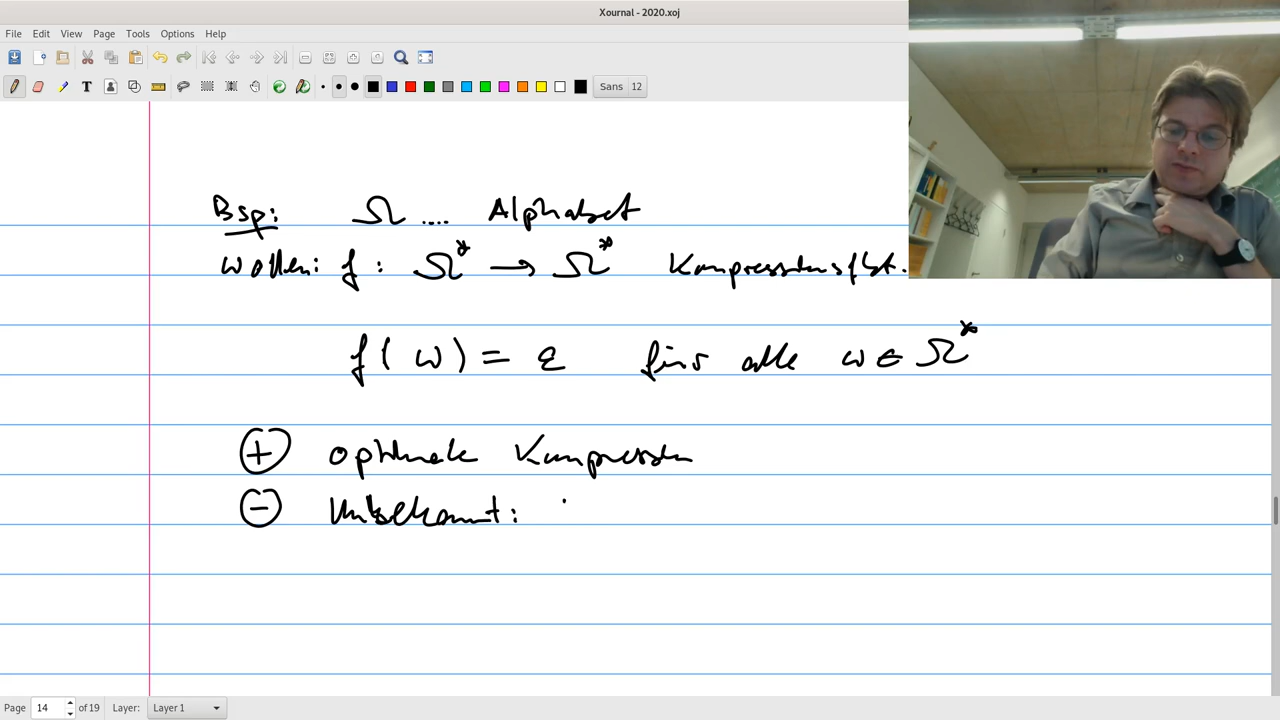 Xournal - 2020.xoj
File Edit View Page Tools Options Help
T Sans 12
Bsp: Ω .... Alphabet
wollen: f : Ω* → Ω* Kompressionsfkt.
f(w) = ε für alle w ∈ Ω*
+ optimale Kompression
- Unbekannt:
Page 14 of 19 Layer: Layer 1